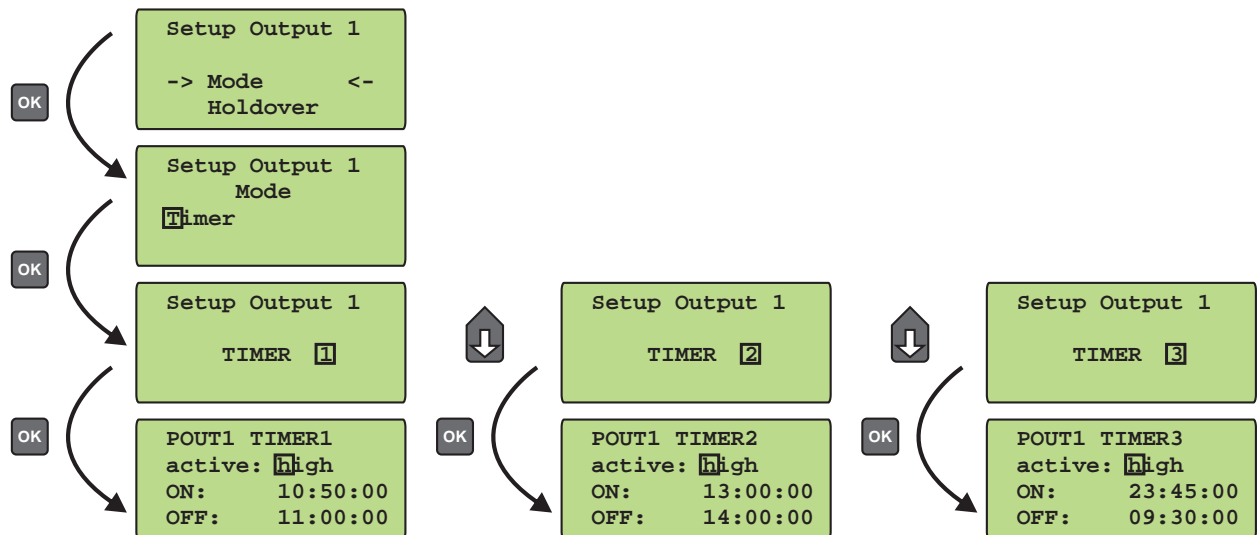 Setup Output 1
-> Mode <-
Holdover
OK
Setup Output 1
Mode
Timer
OK
Setup Output 1
TIMER 1
Setup Output 1
TIMER 2
Setup Output 1
TIMER 3
OK
POUT1 TIMER1
active: high
ON: 10:50:00
OFF: 11:00:00
OK
POUT1 TIMER2
active: high
ON: 13:00:00
OFF: 14:00:00
OK
POUT1 TIMER3
active: high
ON: 23:45:00
OFF: 09:30:00